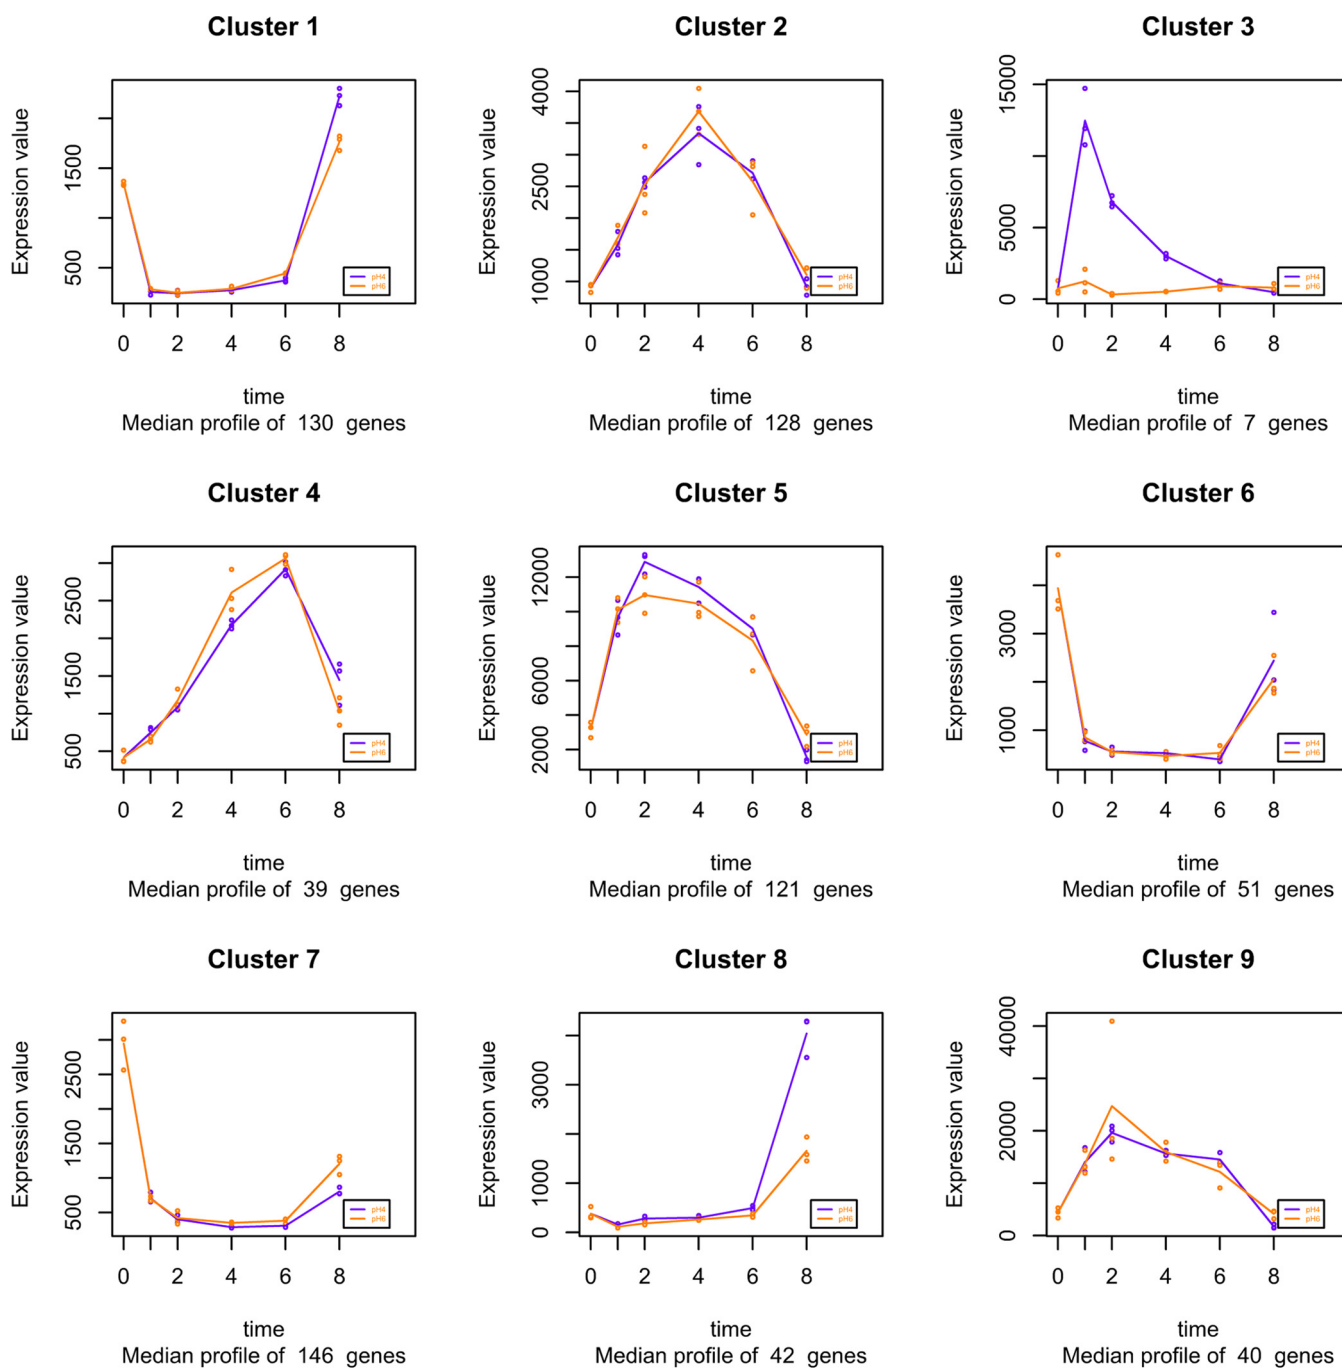 Cluster 1
Expression value
1500
500
pH4
pH6
0 2 4 6 8
time
Median profile of 130 genes
Cluster 2
Expression value
4000
2500
1000
pH4
pH6
0 2 4 6 8
time
Median profile of 128 genes
Cluster 3
Expression value
15000
5000
0
pH4
pH6
0 2 4 6 8
time
Median profile of 7 genes
Cluster 4
Expression value
2500
1500
500
pH4
pH6
0 2 4 6 8
time
Median profile of 39 genes
Cluster 5
Expression value
12000
6000
2000
pH4
pH6
0 2 4 6 8
time
Median profile of 121 genes
Cluster 6
Expression value
3000
1000
pH4
pH6
0 2 4 6 8
time
Median profile of 51 genes
Cluster 7
Expression value
2500
1500
500
pH4
pH6
0 2 4 6 8
time
Median profile of 146 genes
Cluster 8
Expression value
3000
1000
0
pH4
pH6
0 2 4 6 8
time
Median profile of 42 genes
Cluster 9
Expression value
40000
20000
0
pH4
pH6
0 2 4 6 8
time
Median profile of 40 genes